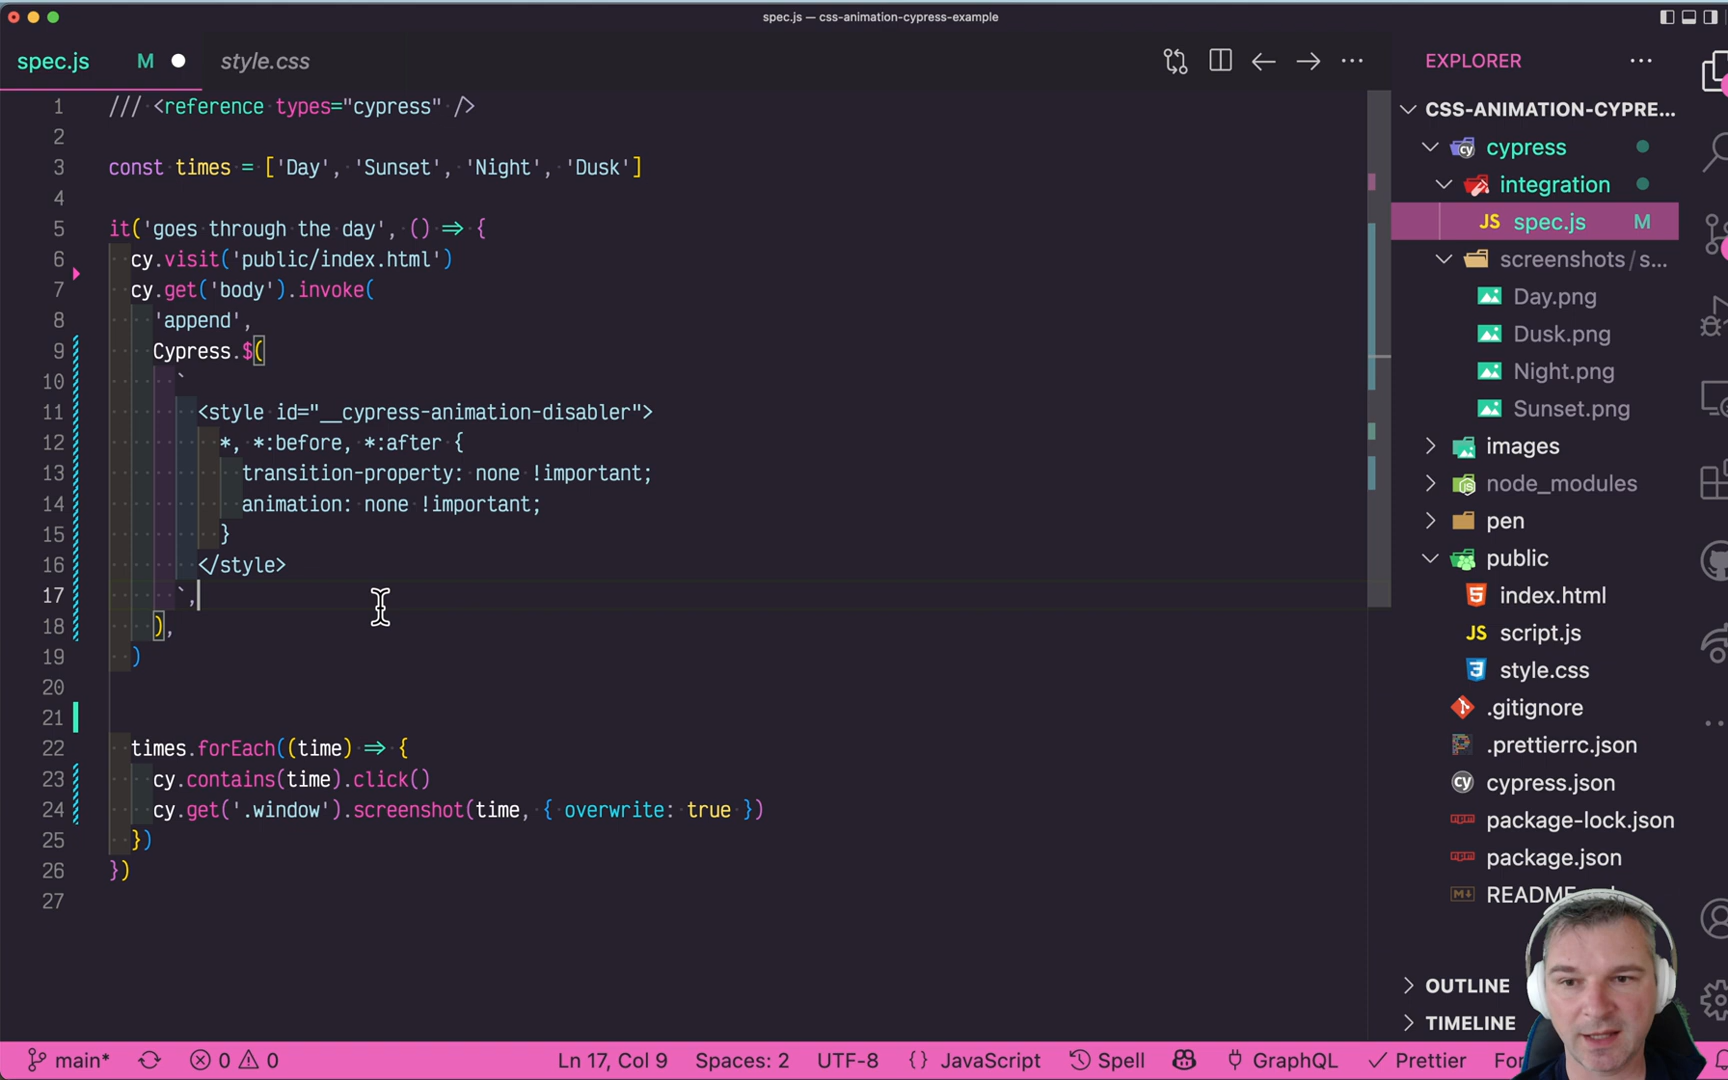 spec.js — css-animation-cypress-example
spec.js M
style.css
1 /// <reference types="cypress" />
2
3 const times = ['Day', 'Sunset', 'Night', 'Dusk']
4
5 it('goes through the day', () => {
6 cy.visit('public/index.html')
7 cy.get('body').invoke(
8 'append',
9 Cypress.$(
10 `
11 <style id="__cypress-animation-disabler">
12 *, *:before, *:after {
13 transition-property: none !important;
14 animation: none !important;
15 }
16 </style>
17 `,
18 ),
19 )
20
21
22 times.forEach((time) => {
23 cy.contains(time).click()
24 cy.get('.window').screenshot(time, { overwrite: true })
25 })
26 })
27
EXPLORER
CSS-ANIMATION-CYPRE...
cypress
integration
JS spec.js M
screenshots/s...
Day.png
Dusk.png
Night.png
Sunset.png
images
node_modules
pen
public
index.html
JS script.js
style.css
.gitignore
.prettierrc.json
cy cypress.json
package-lock.json
package.json
OUTLINE
TIMELINE
main* 0 0 Ln 17, Col 9 Spaces: 2 UTF-8 {} JavaScript Spell GraphQL Prettier